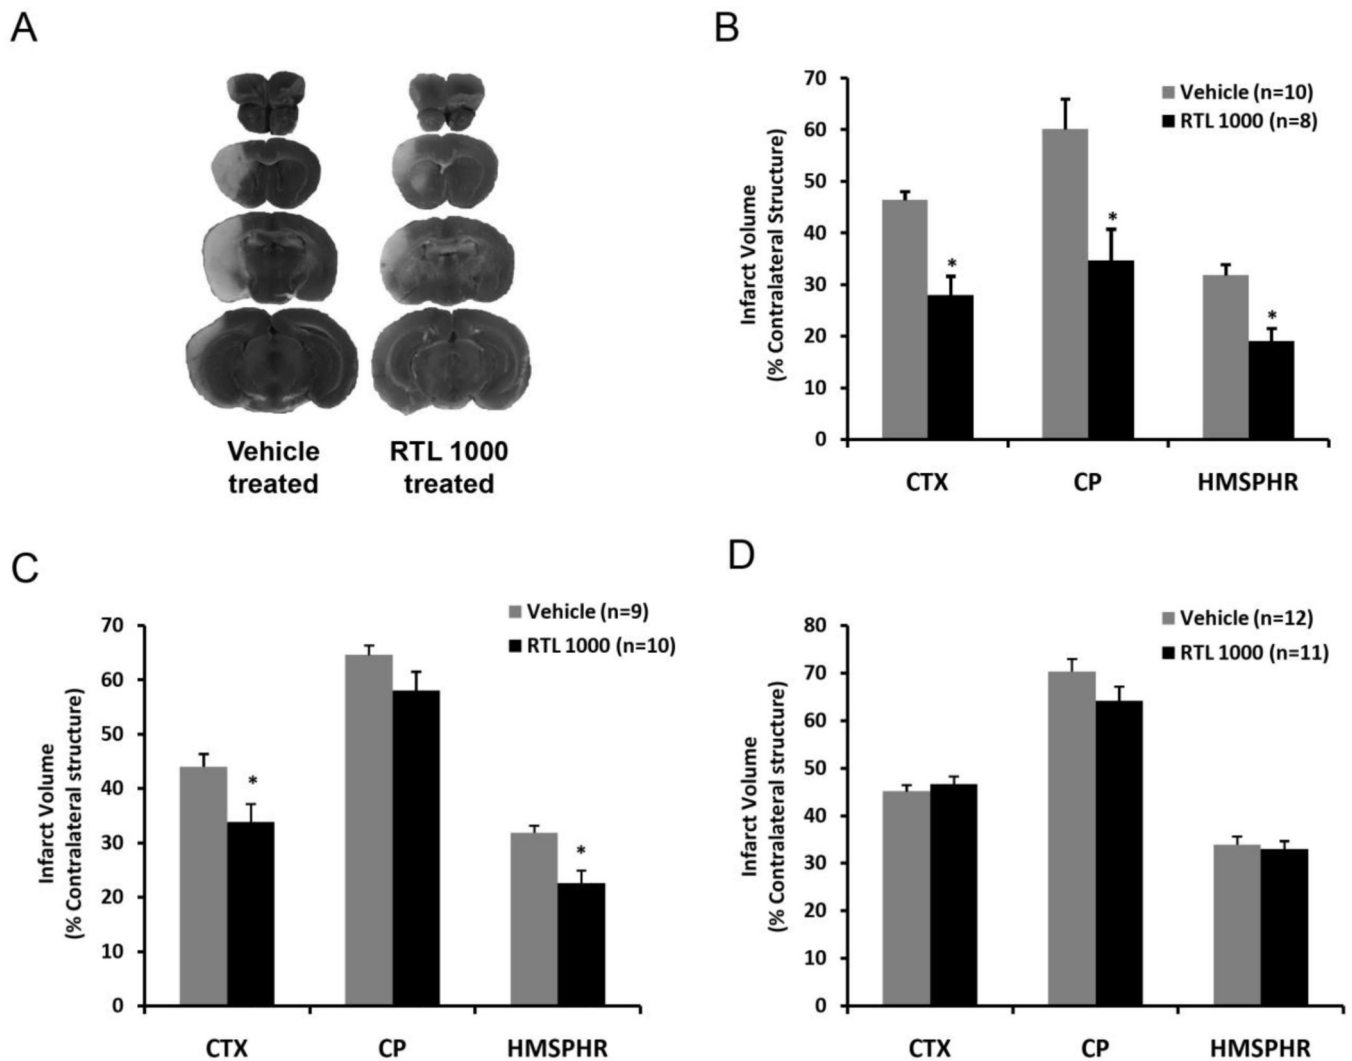 A
Vehicle
treated
RTL 1000
treated
B
Infarct Volume
(% Contralateral Structure)
70
60
50
40
30
20
10
0
Vehicle (n=10)
RTL 1000 (n=8)
*
*
*
CTX
CP
HMSPHR
C
Infarct Volume
(% Contralateral structure)
70
60
50
40
30
20
10
0
Vehicle (n=9)
RTL 1000 (n=10)
*
*
CTX
CP
HMSPHR
D
Infarct Volume
(% Contralateral structure)
80
70
60
50
40
30
20
10
0
Vehicle (n=12)
RTL 1000 (n=11)
CTX
CP
HMSPHR